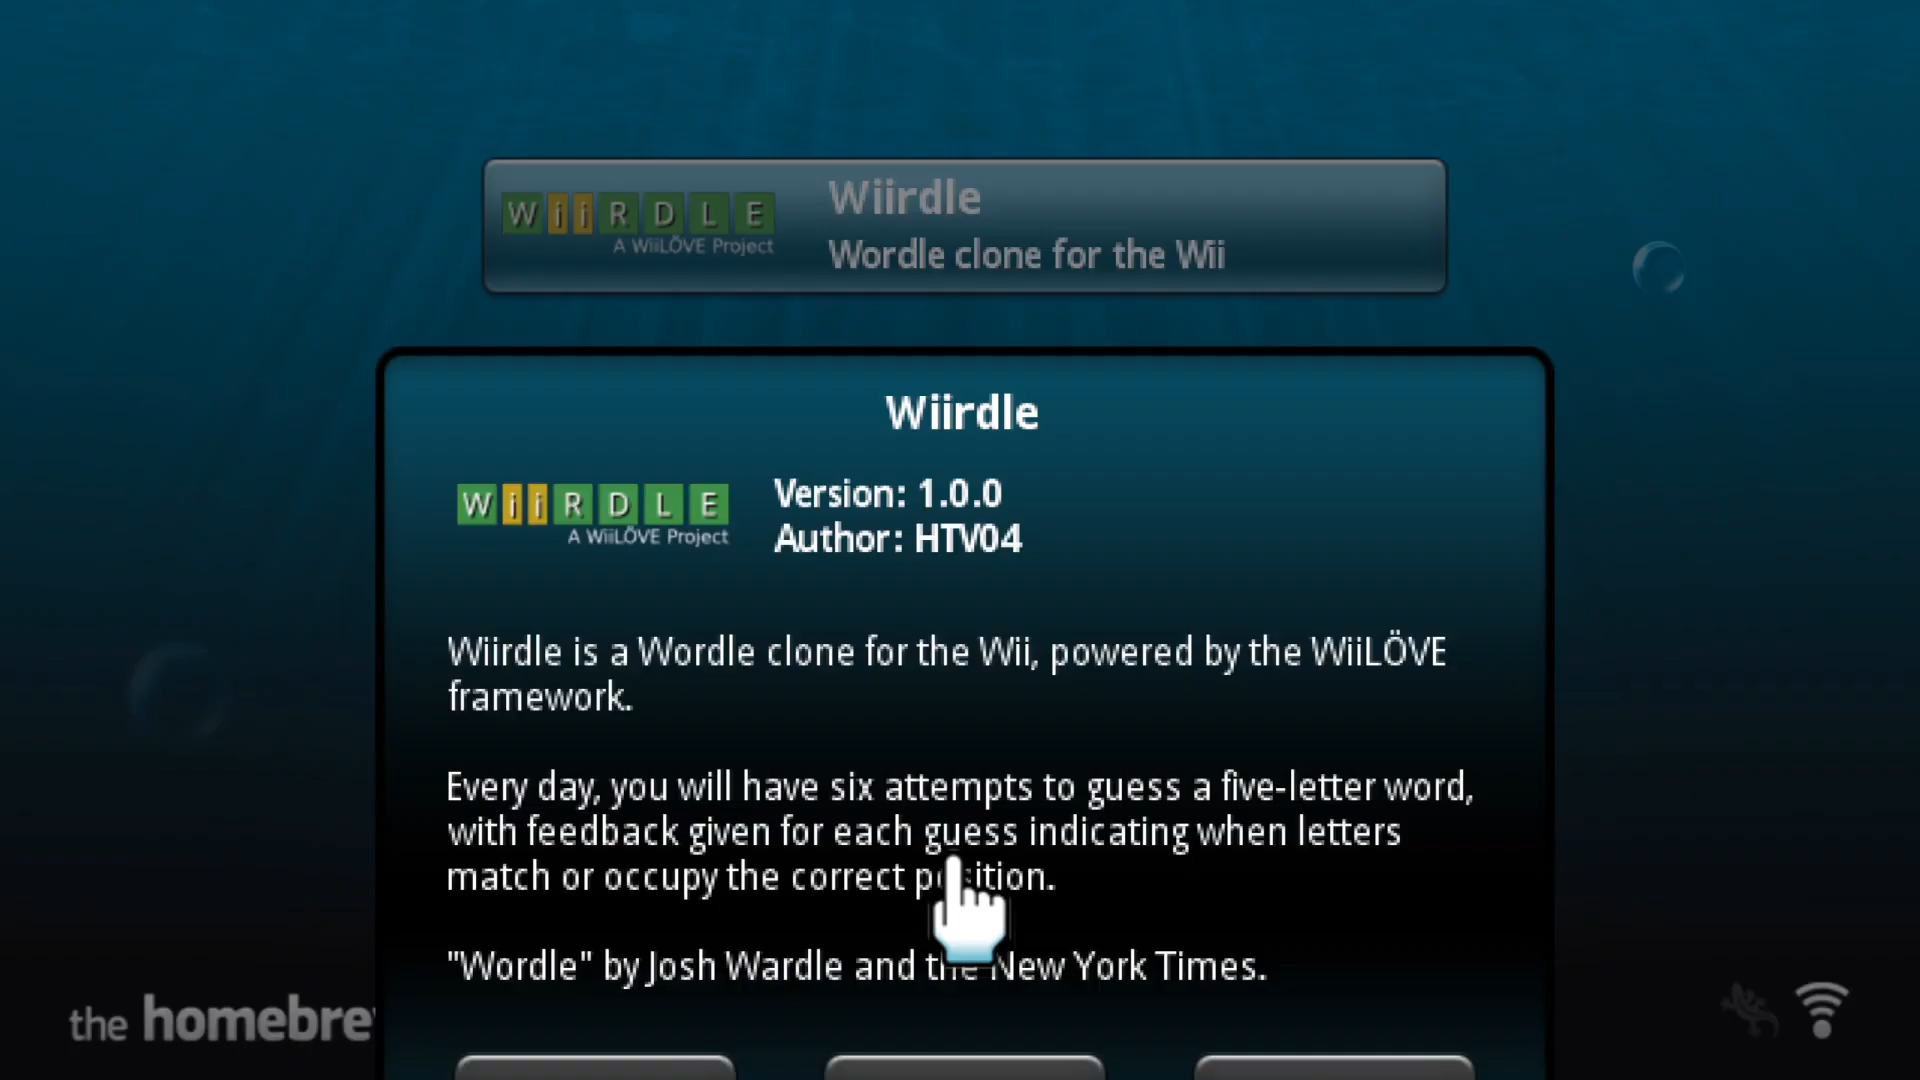 WiiRDLE
A WiiLÖVE Project
Wiirdle
Wordle clone for the Wii
Wiirdle
WiiRDLE
A WiiLÖVE Project
Version: 1.0.0
Author: HTV04
Wiirdle is a Wordle clone for the Wii, powered by the WiiLÖVE
framework.
Every day, you will have six attempts to guess a five-letter word,
with feedback given for each guess indicating when letters
match or occupy the correct position.
"Wordle" by Josh Wardle and the New York Times.
the homebre